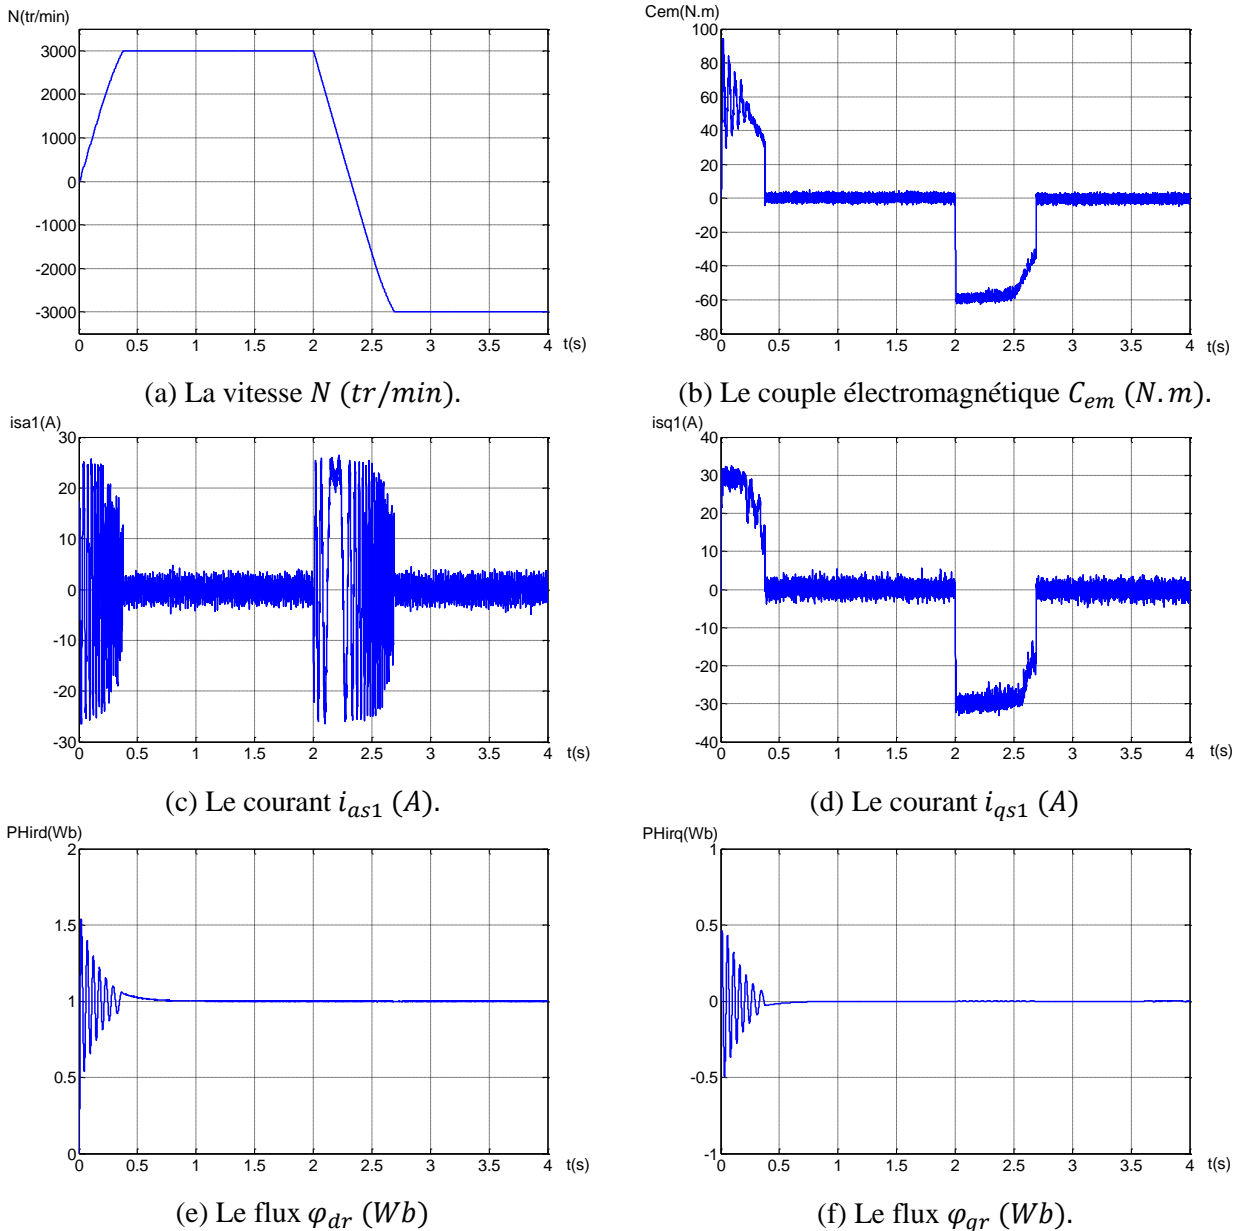 N(tr/min)
3000
2000
1000
0
-1000
-2000
-3000
0 0.5 1 1.5 2 2.5 3 3.5 4 t(s)
(a) La vitesse N (tr/min).
Cem(N.m)
100
80
60
40
20
0
-20
-40
-60
-80
0 0.5 1 1.5 2 2.5 3 3.5 4 t(s)
(b) Le couple électromagnétique Cem (N.m).
isa1(A)
30
20
10
0
-10
-20
-30
0 0.5 1 1.5 2 2.5 3 3.5 4 t(s)
(c) Le courant ias1 (A).
isq1(A)
40
30
20
10
0
-10
-20
-30
-40
0 0.5 1 1.5 2 2.5 3 3.5 4 t(s)
(d) Le courant iqs1 (A)
PHird(Wb)
2
1.5
1
0.5
0
0 0.5 1 1.5 2 2.5 3 3.5 4 t(s)
(e) Le flux φdr (Wb)
PHirq(Wb)
1
0.5
0
-0.5
-1
0 0.5 1 1.5 2 2.5 3 3.5 4 t(s)
(f) Le flux φqr (Wb).